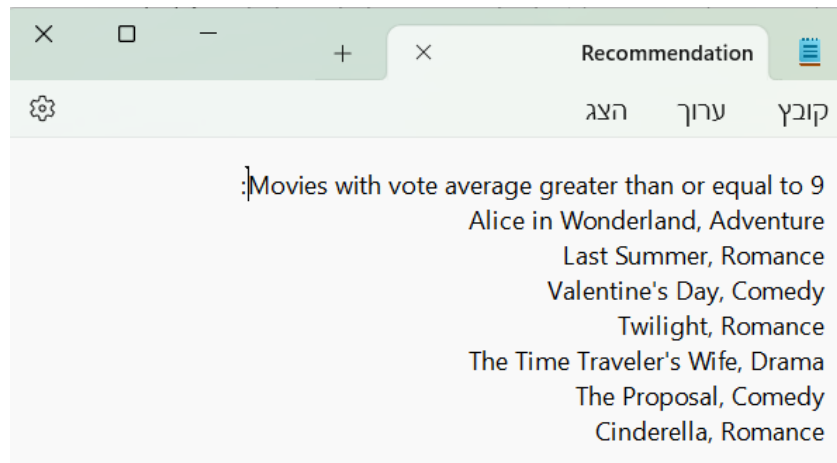 Recommendation
קובץ ערוך הצג
Movies with vote average greater than or equal to 9:
Alice in Wonderland, Adventure
Last Summer, Romance
Valentine's Day, Comedy
Twilight, Romance
The Time Traveler's Wife, Drama
The Proposal, Comedy
Cinderella, Romance